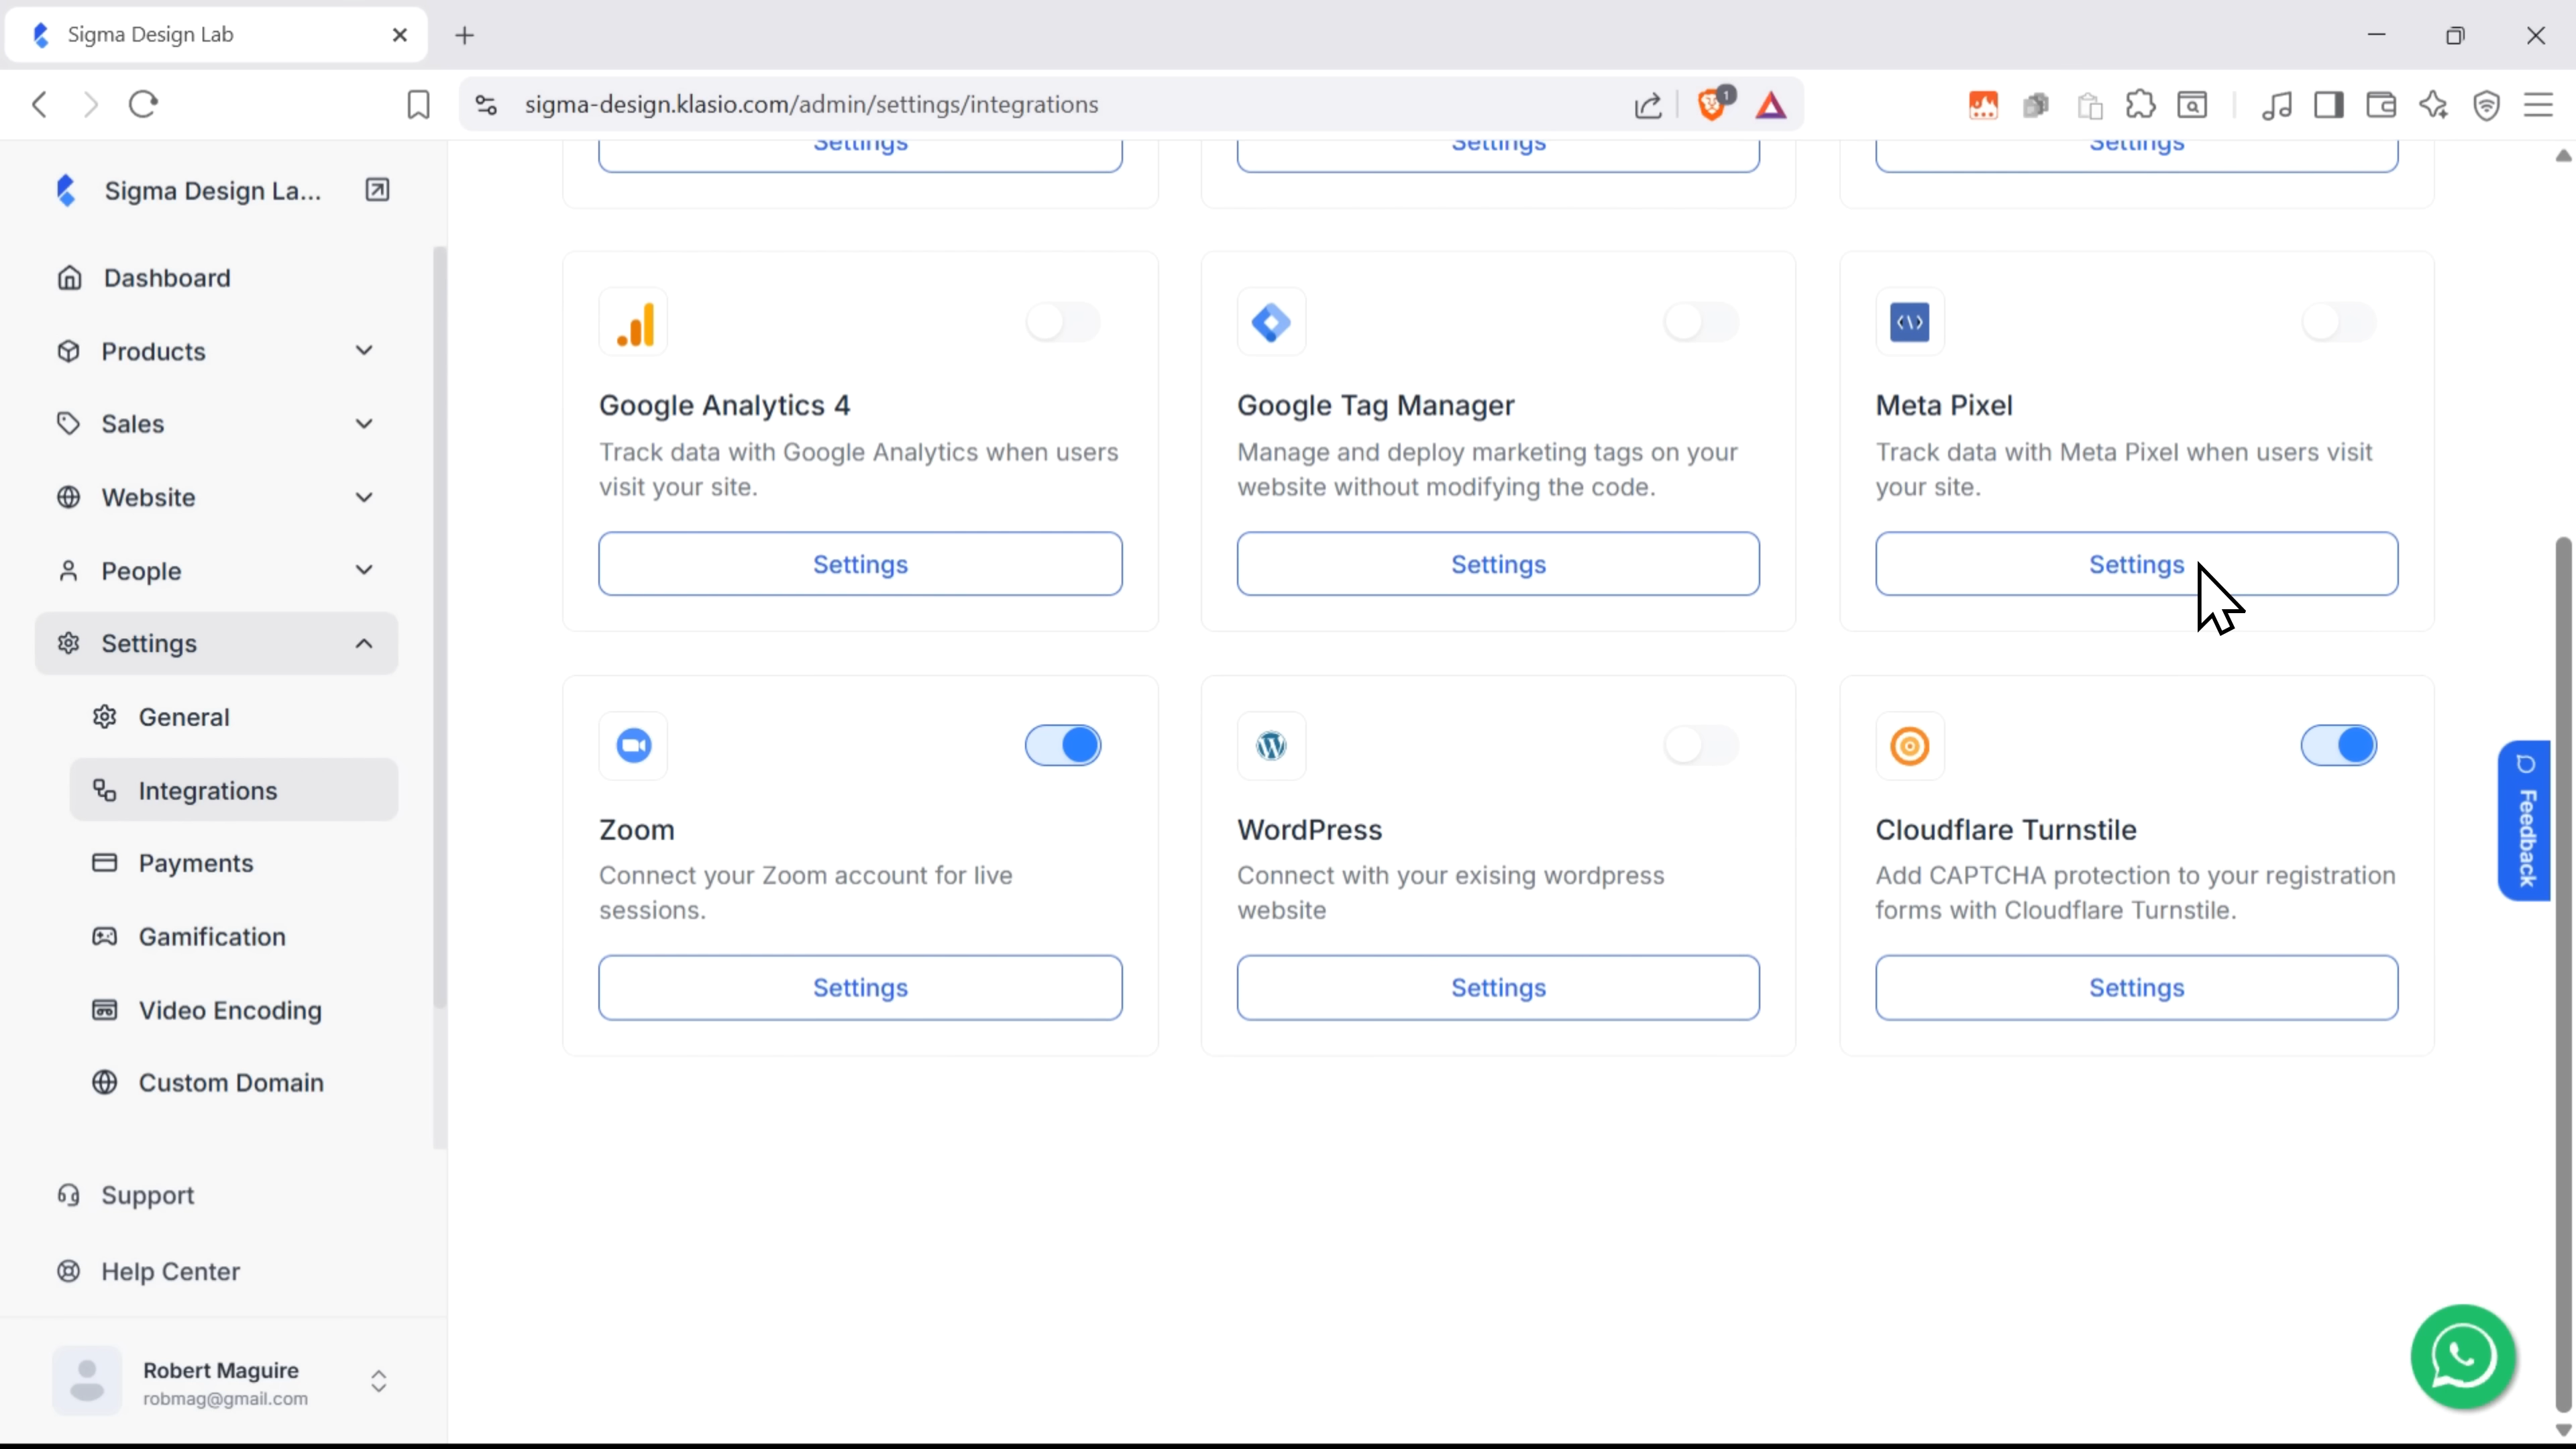 Sigma Design Lab
sigma-design.klasio.com/admin/settings/integrations
1
Sigma Design La...
Dashboard
Products
Sales
Website
People
Settings
General
Integrations
Payments
Gamification
Video Encoding
Custom Domain
Support
Help Center
Robert Maguire
robmag@gmail.com
Settings
Settings
Settings
Google Analytics 4
Track data with Google Analytics when users
visit your site.
Settings
Google Tag Manager
Manage and deploy marketing tags on your
website without modifying the code.
Settings
Meta Pixel
Track data with Meta Pixel when users visit
your site.
Settings
Zoom
Connect your Zoom account for live
sessions.
Settings
WordPress
Connect with your exising wordpress
website
Settings
Cloudflare Turnstile
Add CAPTCHA protection to your registration
forms with Cloudflare Turnstile.
Settings
Feedback